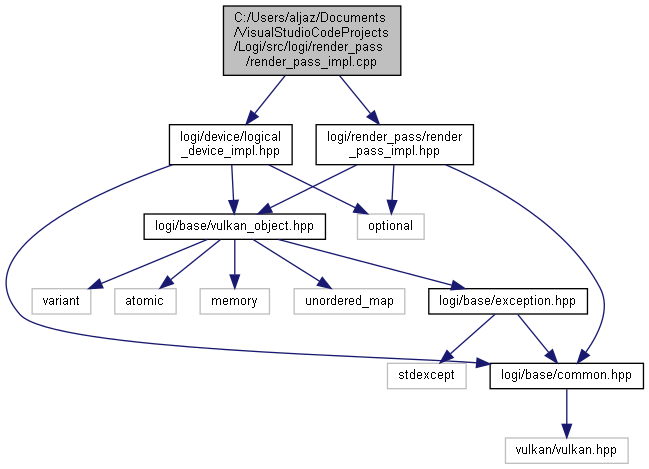 C:/Users/aljaz/Documents
/VisualStudioCodeProjects
/Logi/src/logi/render_pass
/render_pass_impl.cpp
logi/device/logical
_device_impl.hpp
logi/render_pass/render
_pass_impl.hpp
logi/base/vulkan_object.hpp
optional
variant
atomic
memory
unordered_map
logi/base/exception.hpp
stdexcept
logi/base/common.hpp
vulkan/vulkan.hpp